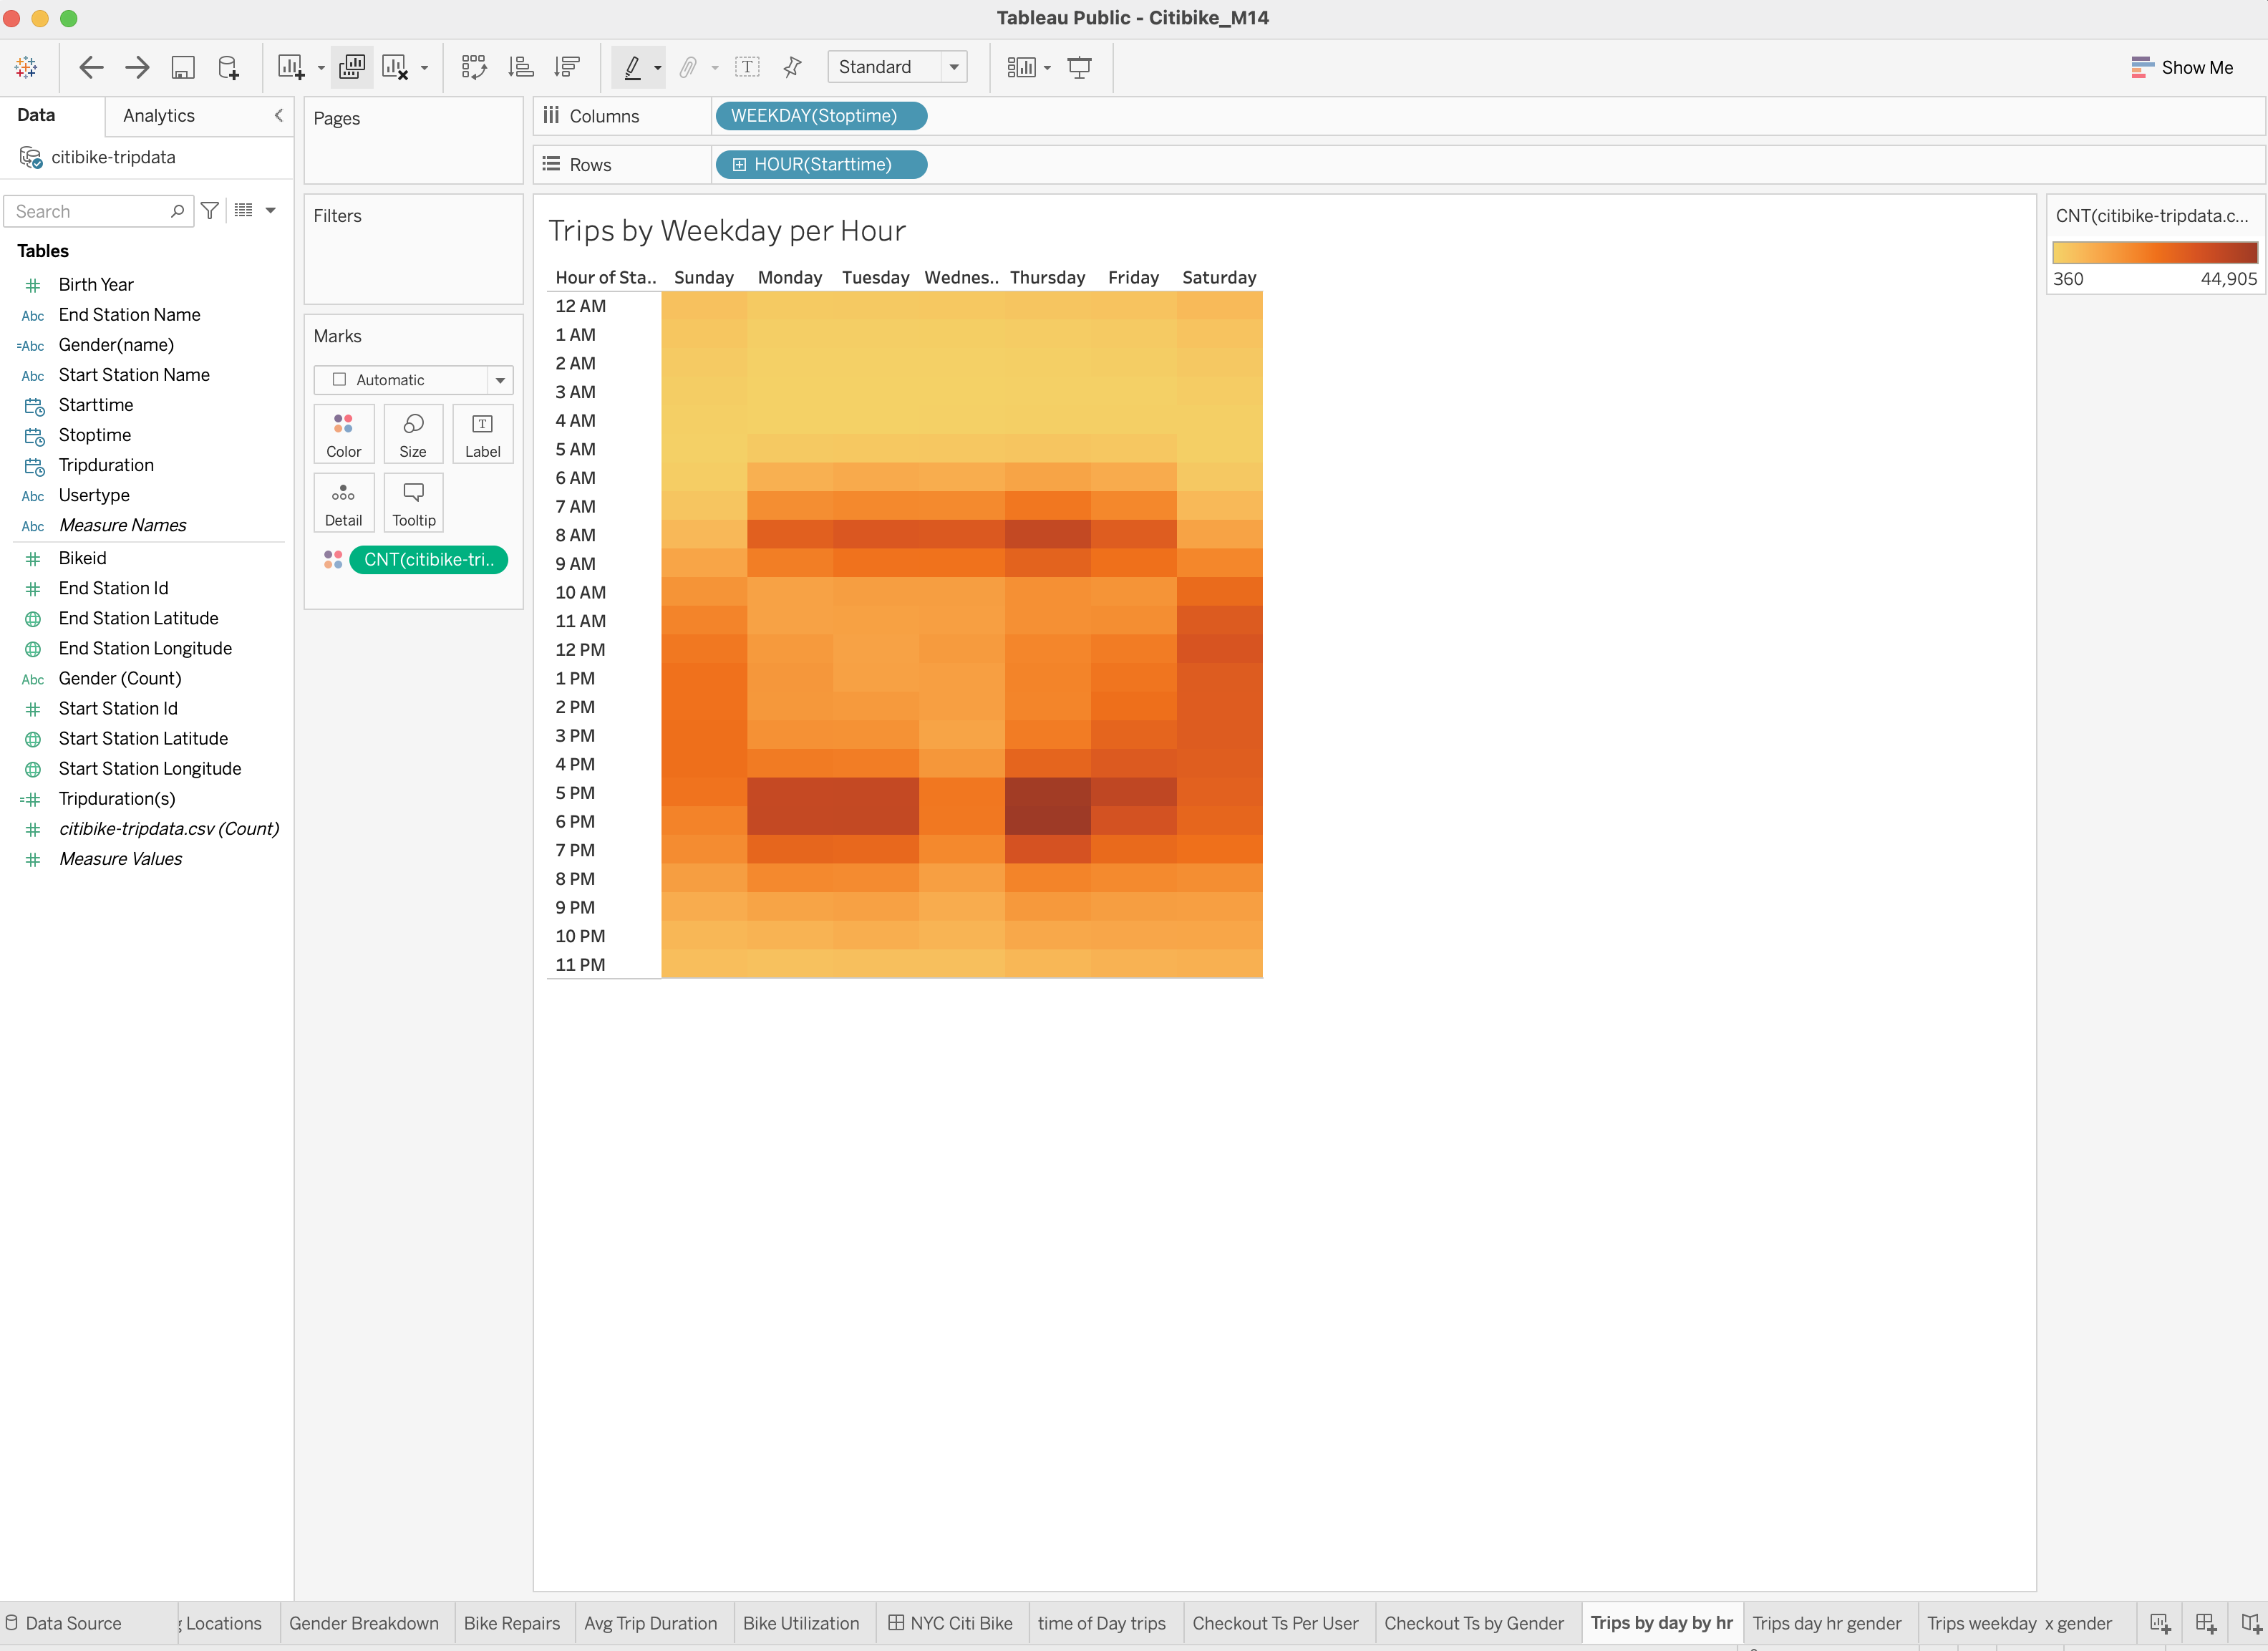 Tableau Public - Citibike_M14
Standard
Show Me
Data
Analytics
citibike-tripdata
Search
Tables
Birth Year
Abc End Station Name
=Abc Gender(name)
Abc Start Station Name
Starttime
Stoptime
Tripduration
Abc Usertype
Abc Measure Names
Bikeid
End Station Id
End Station Latitude
End Station Longitude
Abc Gender (Count)
Start Station Id
Start Station Latitude
Start Station Longitude
Tripduration(s)
citibike-tripdata.csv (Count)
Measure Values
Pages
Filters
Marks
Automatic
Color Size Label
Detail Tooltip
CNT(citibike-tri..
Columns WEEKDAY(Stoptime)
Rows HOUR(Starttime)
Trips by Weekday per Hour
Hour of Sta.. Sunday Monday Tuesday Wednes.. Thursday Friday Saturday
12 AM
1 AM
2 AM
3 AM
4 AM
5 AM
6 AM
7 AM
8 AM
9 AM
10 AM
11 AM
12 PM
1 PM
2 PM
3 PM
4 PM
5 PM
6 PM
7 PM
8 PM
9 PM
10 PM
11 PM
CNT(citibike-tripdata.c...
360 44,905
Data Source Locations Gender Breakdown Bike Repairs Avg Trip Duration Bike Utilization NYC Citi Bike time of Day trips Checkout Ts Per User Checkout Ts by Gender Trips by day by hr Trips day hr gender Trips weekday x gender